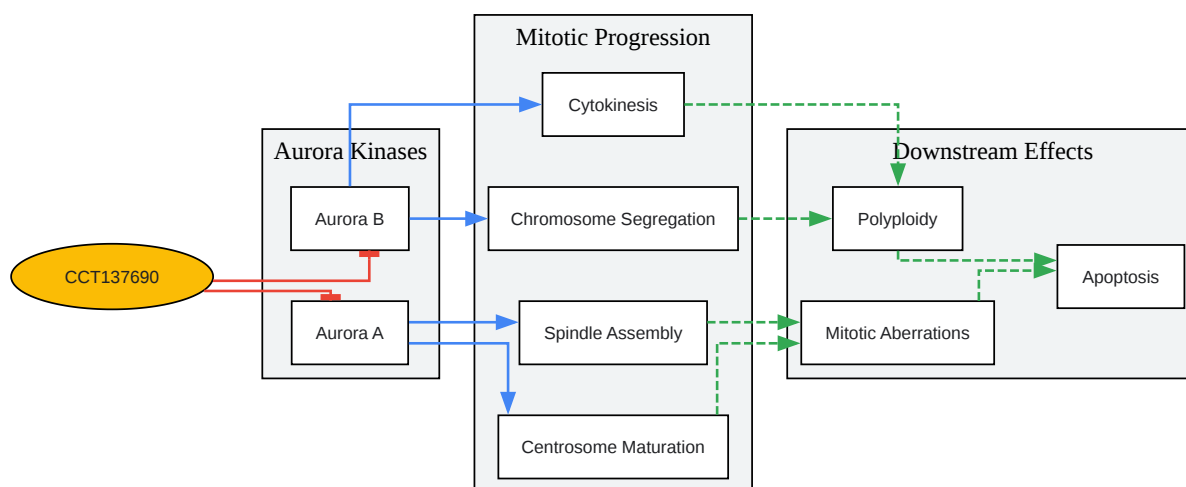 Mitotic Progression
Cytokinesis
Aurora Kinases
Downstream Effects
Aurora B
Chromosome Segregation
Polyploidy
CCT137690
Apoptosis
Aurora A
Spindle Assembly
Mitotic Aberrations
Centrosome Maturation